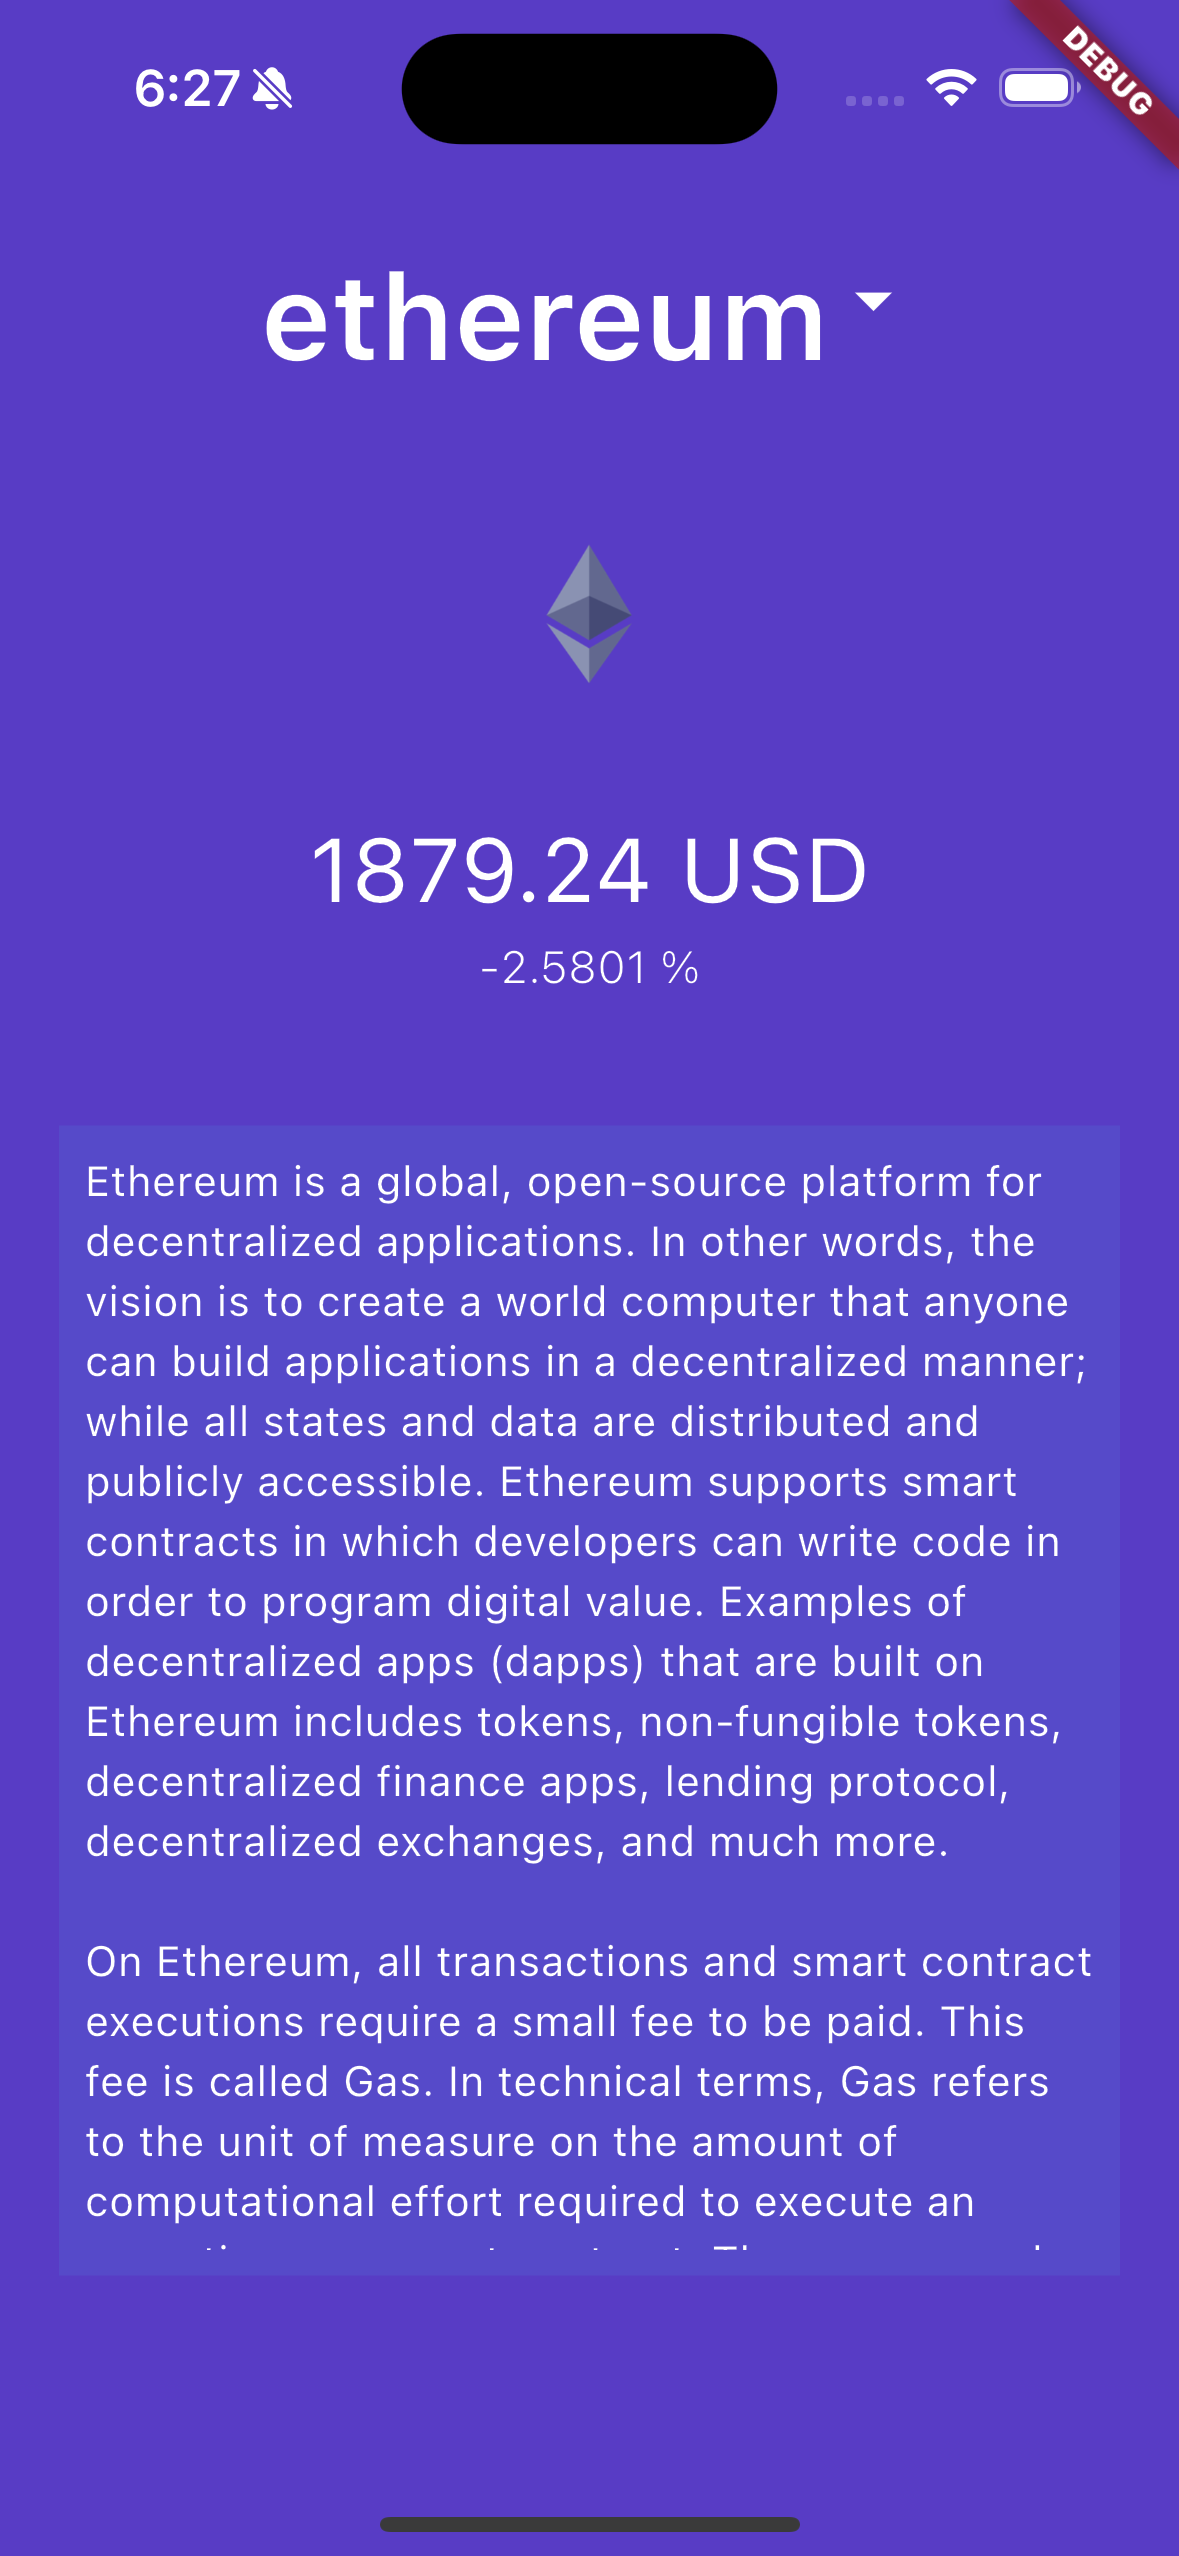 6:27
DEBUG
ethereum
1879.24 USD
-2.5801 %
Ethereum is a global, open-source platform for
decentralized applications. In other words, the
vision is to create a world computer that anyone
can build applications in a decentralized manner;
while all states and data are distributed and
publicly accessible. Ethereum supports smart
contracts in which developers can write code in
order to program digital value. Examples of
decentralized apps (dapps) that are built on
Ethereum includes tokens, non-fungible tokens,
decentralized finance apps, lending protocol,
decentralized exchanges, and much more.
On Ethereum, all transactions and smart contract
executions require a small fee to be paid. This
fee is called Gas. In technical terms, Gas refers
to the unit of measure on the amount of
computational effort required to execute an